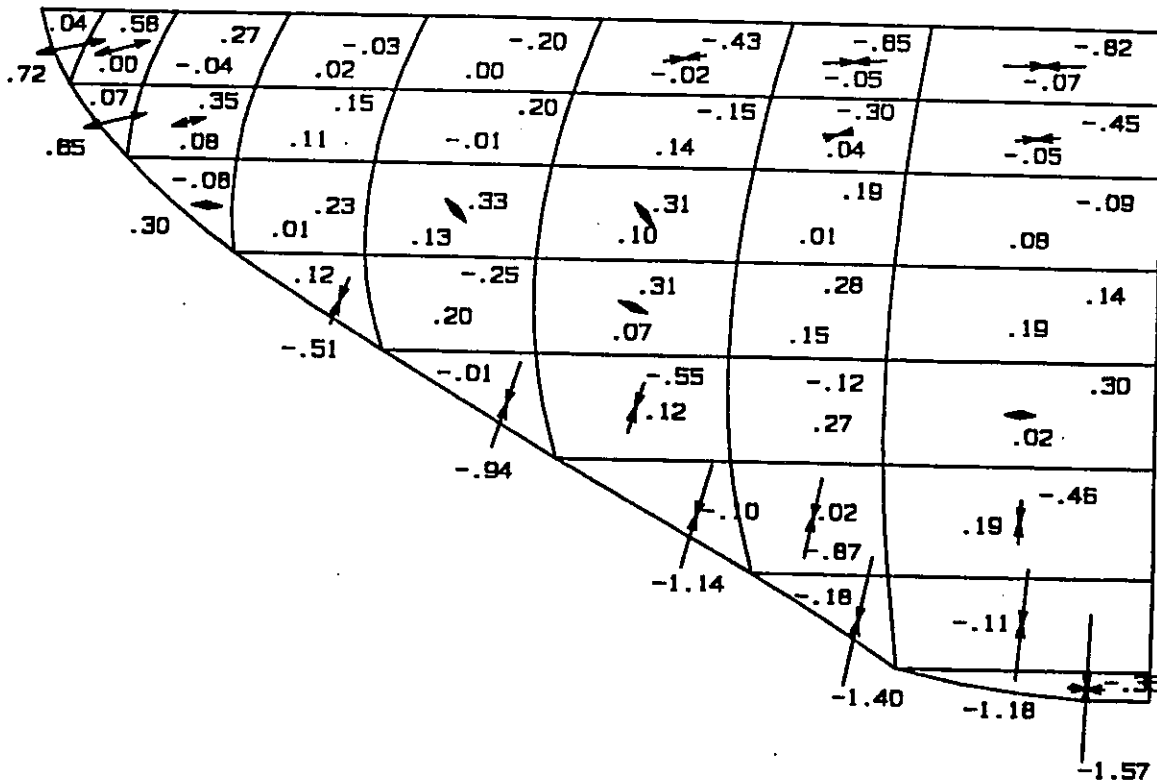 .04 .58 .27 -.03 -.20 -.43 -.85 -.82
.72 .00 -.04 .02 .00 -.02 -.05 -.07
.07 .35 .15 .20 -.15 -.30 -.45
.85 .08 .11 -.01 .14 .04 -.05
-.08 .23 .33 .31 .19 -.09
.30 .01 .13 .10 .01 .08
.12 -.25 .31 .28 .14
-.51 .20 .07 .15 .19
-.01 -.55 -.12 .30
-.94 .12 .27 .02
-.10 .02 -.46
-1.14 -.87 .19
-.18 -.11
-1.40 -1.18
-1.57